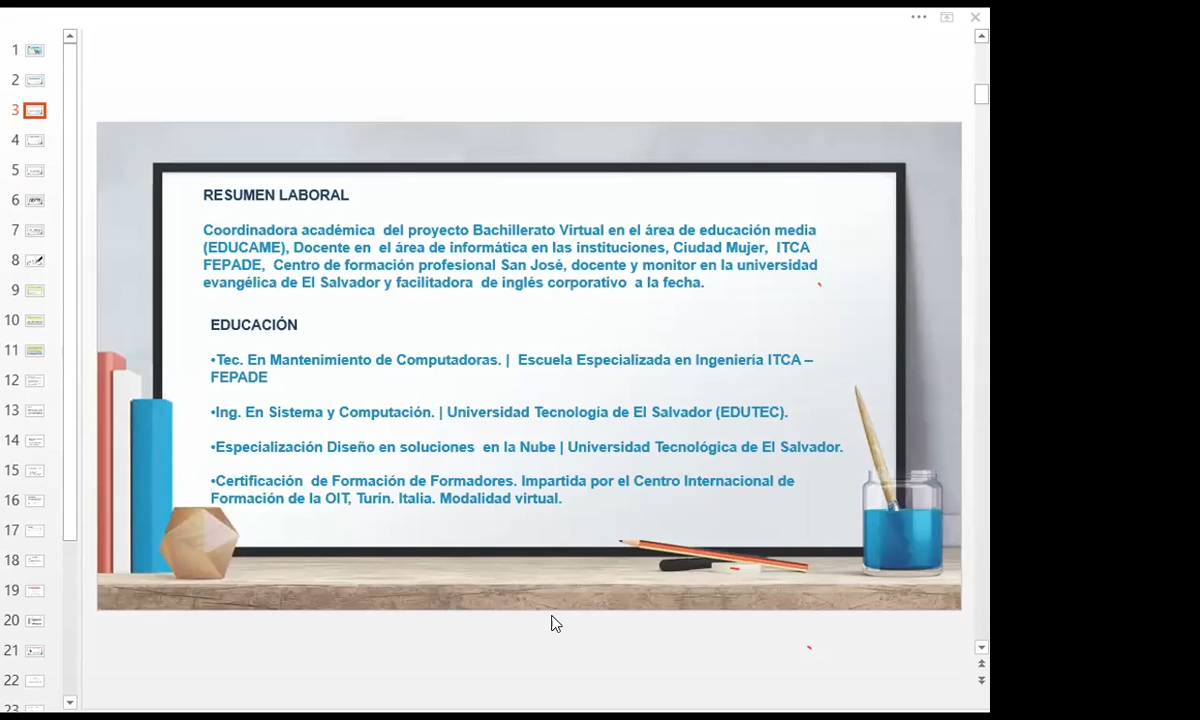 1
2
3
4
5
6
7
8
9
10
11
12
13
14
15
16
17
18
19
20
21
22
23
RESUMEN LABORAL
Coordinadora académica del proyecto Bachillerato Virtual en el área de educación media
(EDUCAME), Docente en el área de informática en las instituciones, Ciudad Mujer, ITCA
FEPADE, Centro de formación profesional San José, docente y monitor en la universidad
evangélica de El Salvador y facilitadora de inglés corporativo a la fecha.
EDUCACIÓN
•Tec. En Mantenimiento de Computadoras. | Escuela Especializada en Ingeniería ITCA –
FEPADE
•Ing. En Sistema y Computación. | Universidad Tecnología de El Salvador (EDUTEC).
•Especialización Diseño en soluciones en la Nube | Universidad Tecnológica de El Salvador.
•Certificación de Formación de Formadores. Impartida por el Centro Internacional de
Formación de la OIT, Turín. Italia. Modalidad virtual.